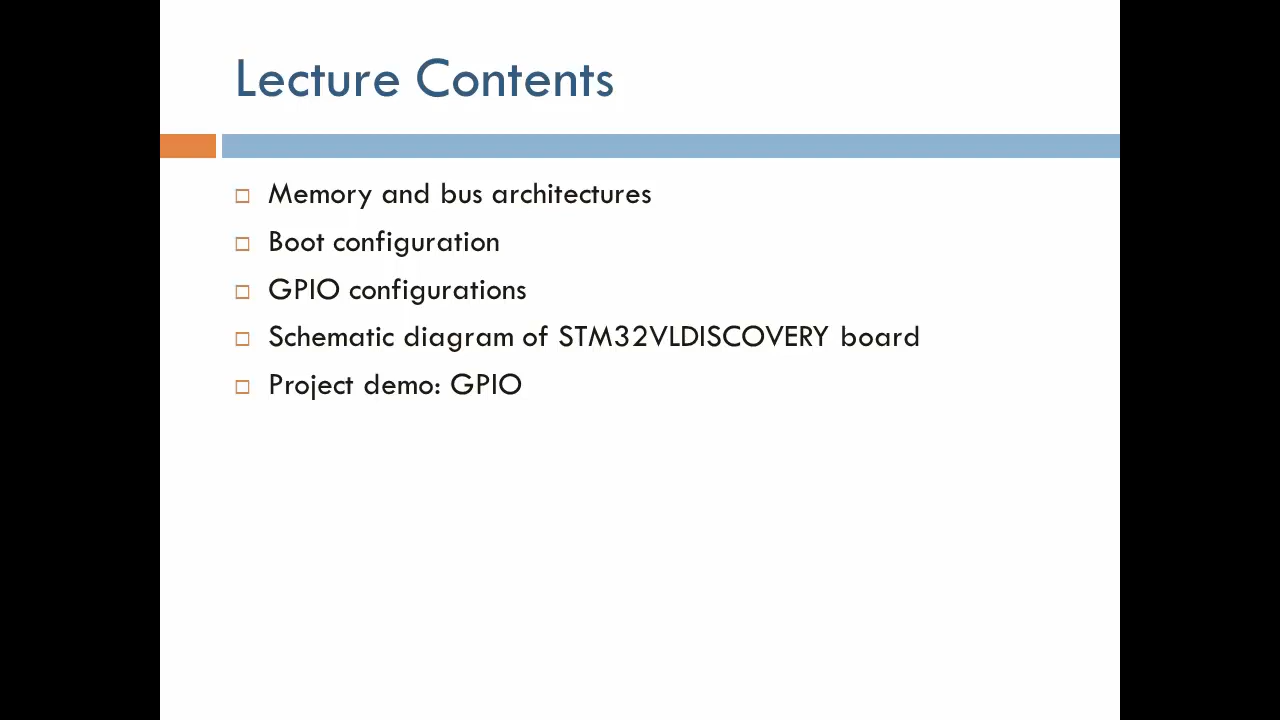 Lecture Contents
Memory and bus architectures
Boot configuration
GPIO configurations
Schematic diagram of STM32VLDISCOVERY board
Project demo: GPIO